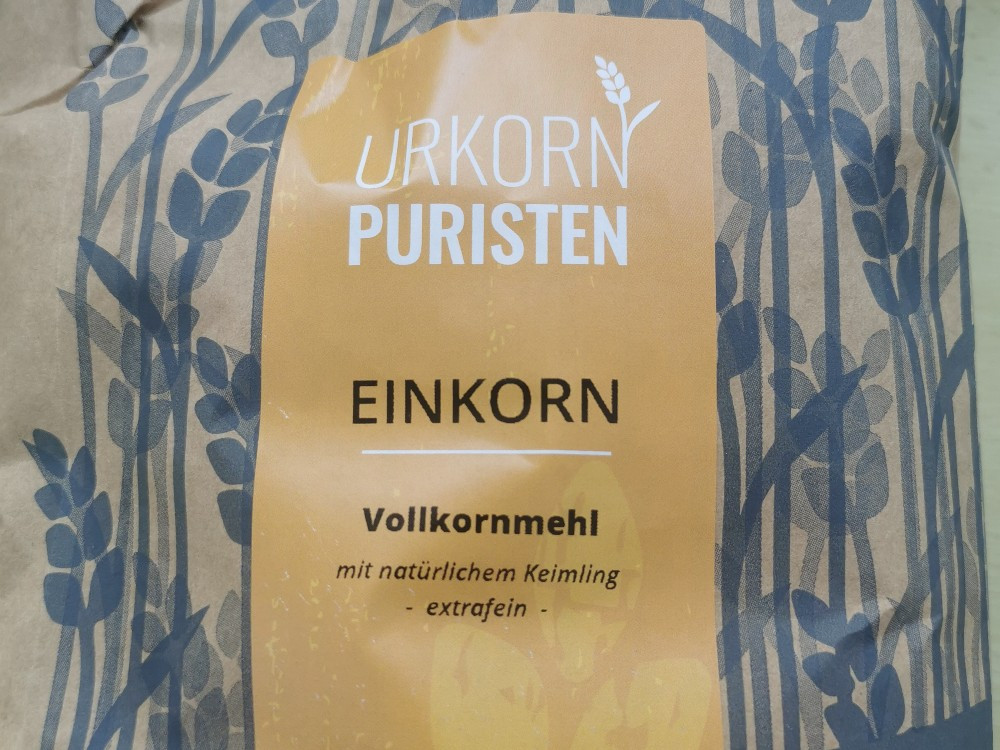 URKORN
PURISTEN
EINKORN
Vollkornmehl
mit natürlichem Keimling
- extrafein -